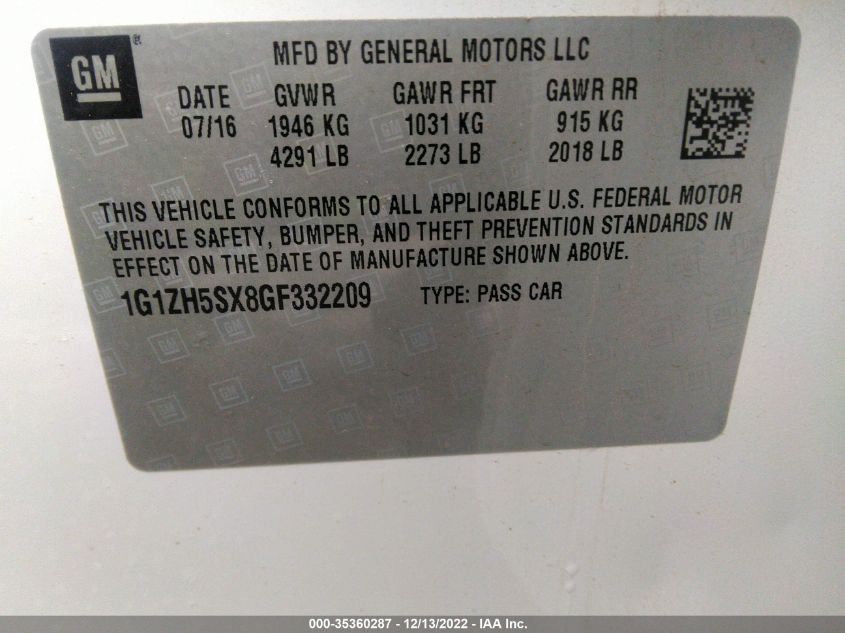 GM
®
MFD BY GENERAL MOTORS LLC
DATE GVWR GAWR FRT GAWR RR
07/16 1946 KG 1031 KG 915 KG
4291 LB 2273 LB 2018 LB
THIS VEHICLE CONFORMS TO ALL APPLICABLE U.S. FEDERAL MOTOR
VEHICLE SAFETY, BUMPER, AND THEFT PREVENTION STANDARDS IN
EFFECT ON THE DATE OF MANUFACTURE SHOWN ABOVE.
1G1ZH5SX8GF332209 TYPE: PASS CAR
000-35360287 - 12/13/2022 - IAA Inc.